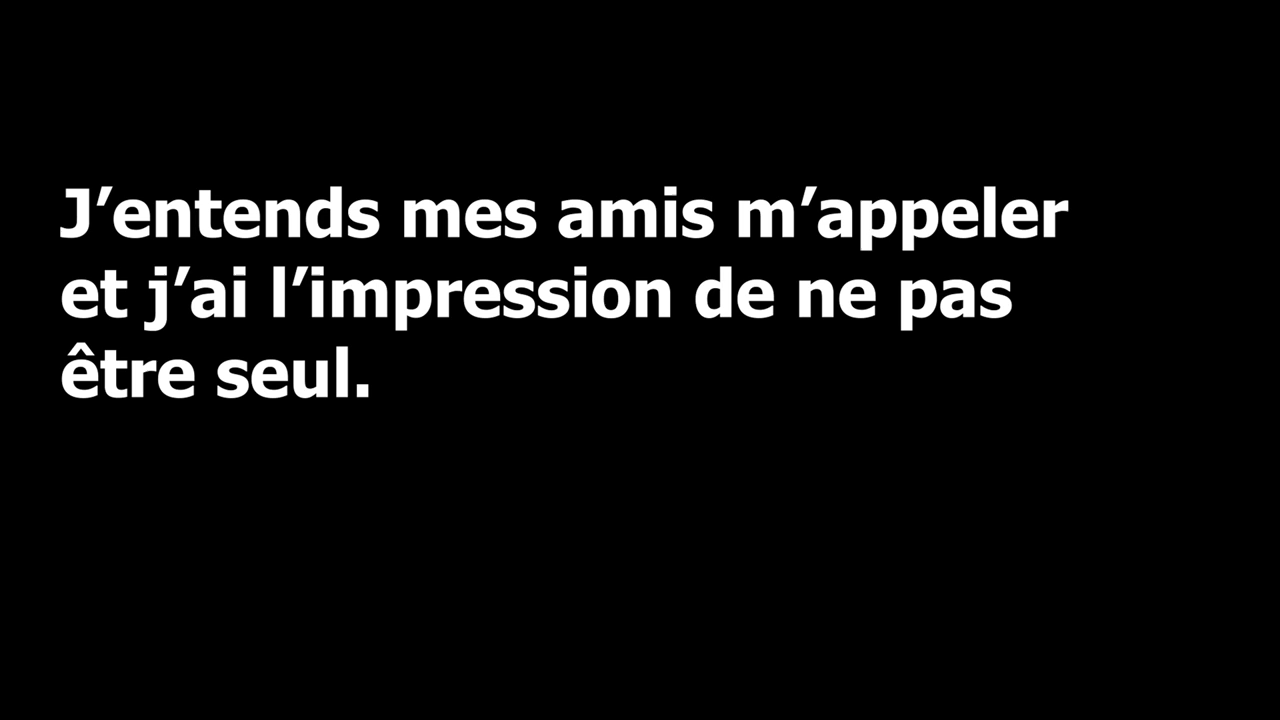 J’entends mes amis m’appeler
et j’ai l’impression de ne pas
être seul.